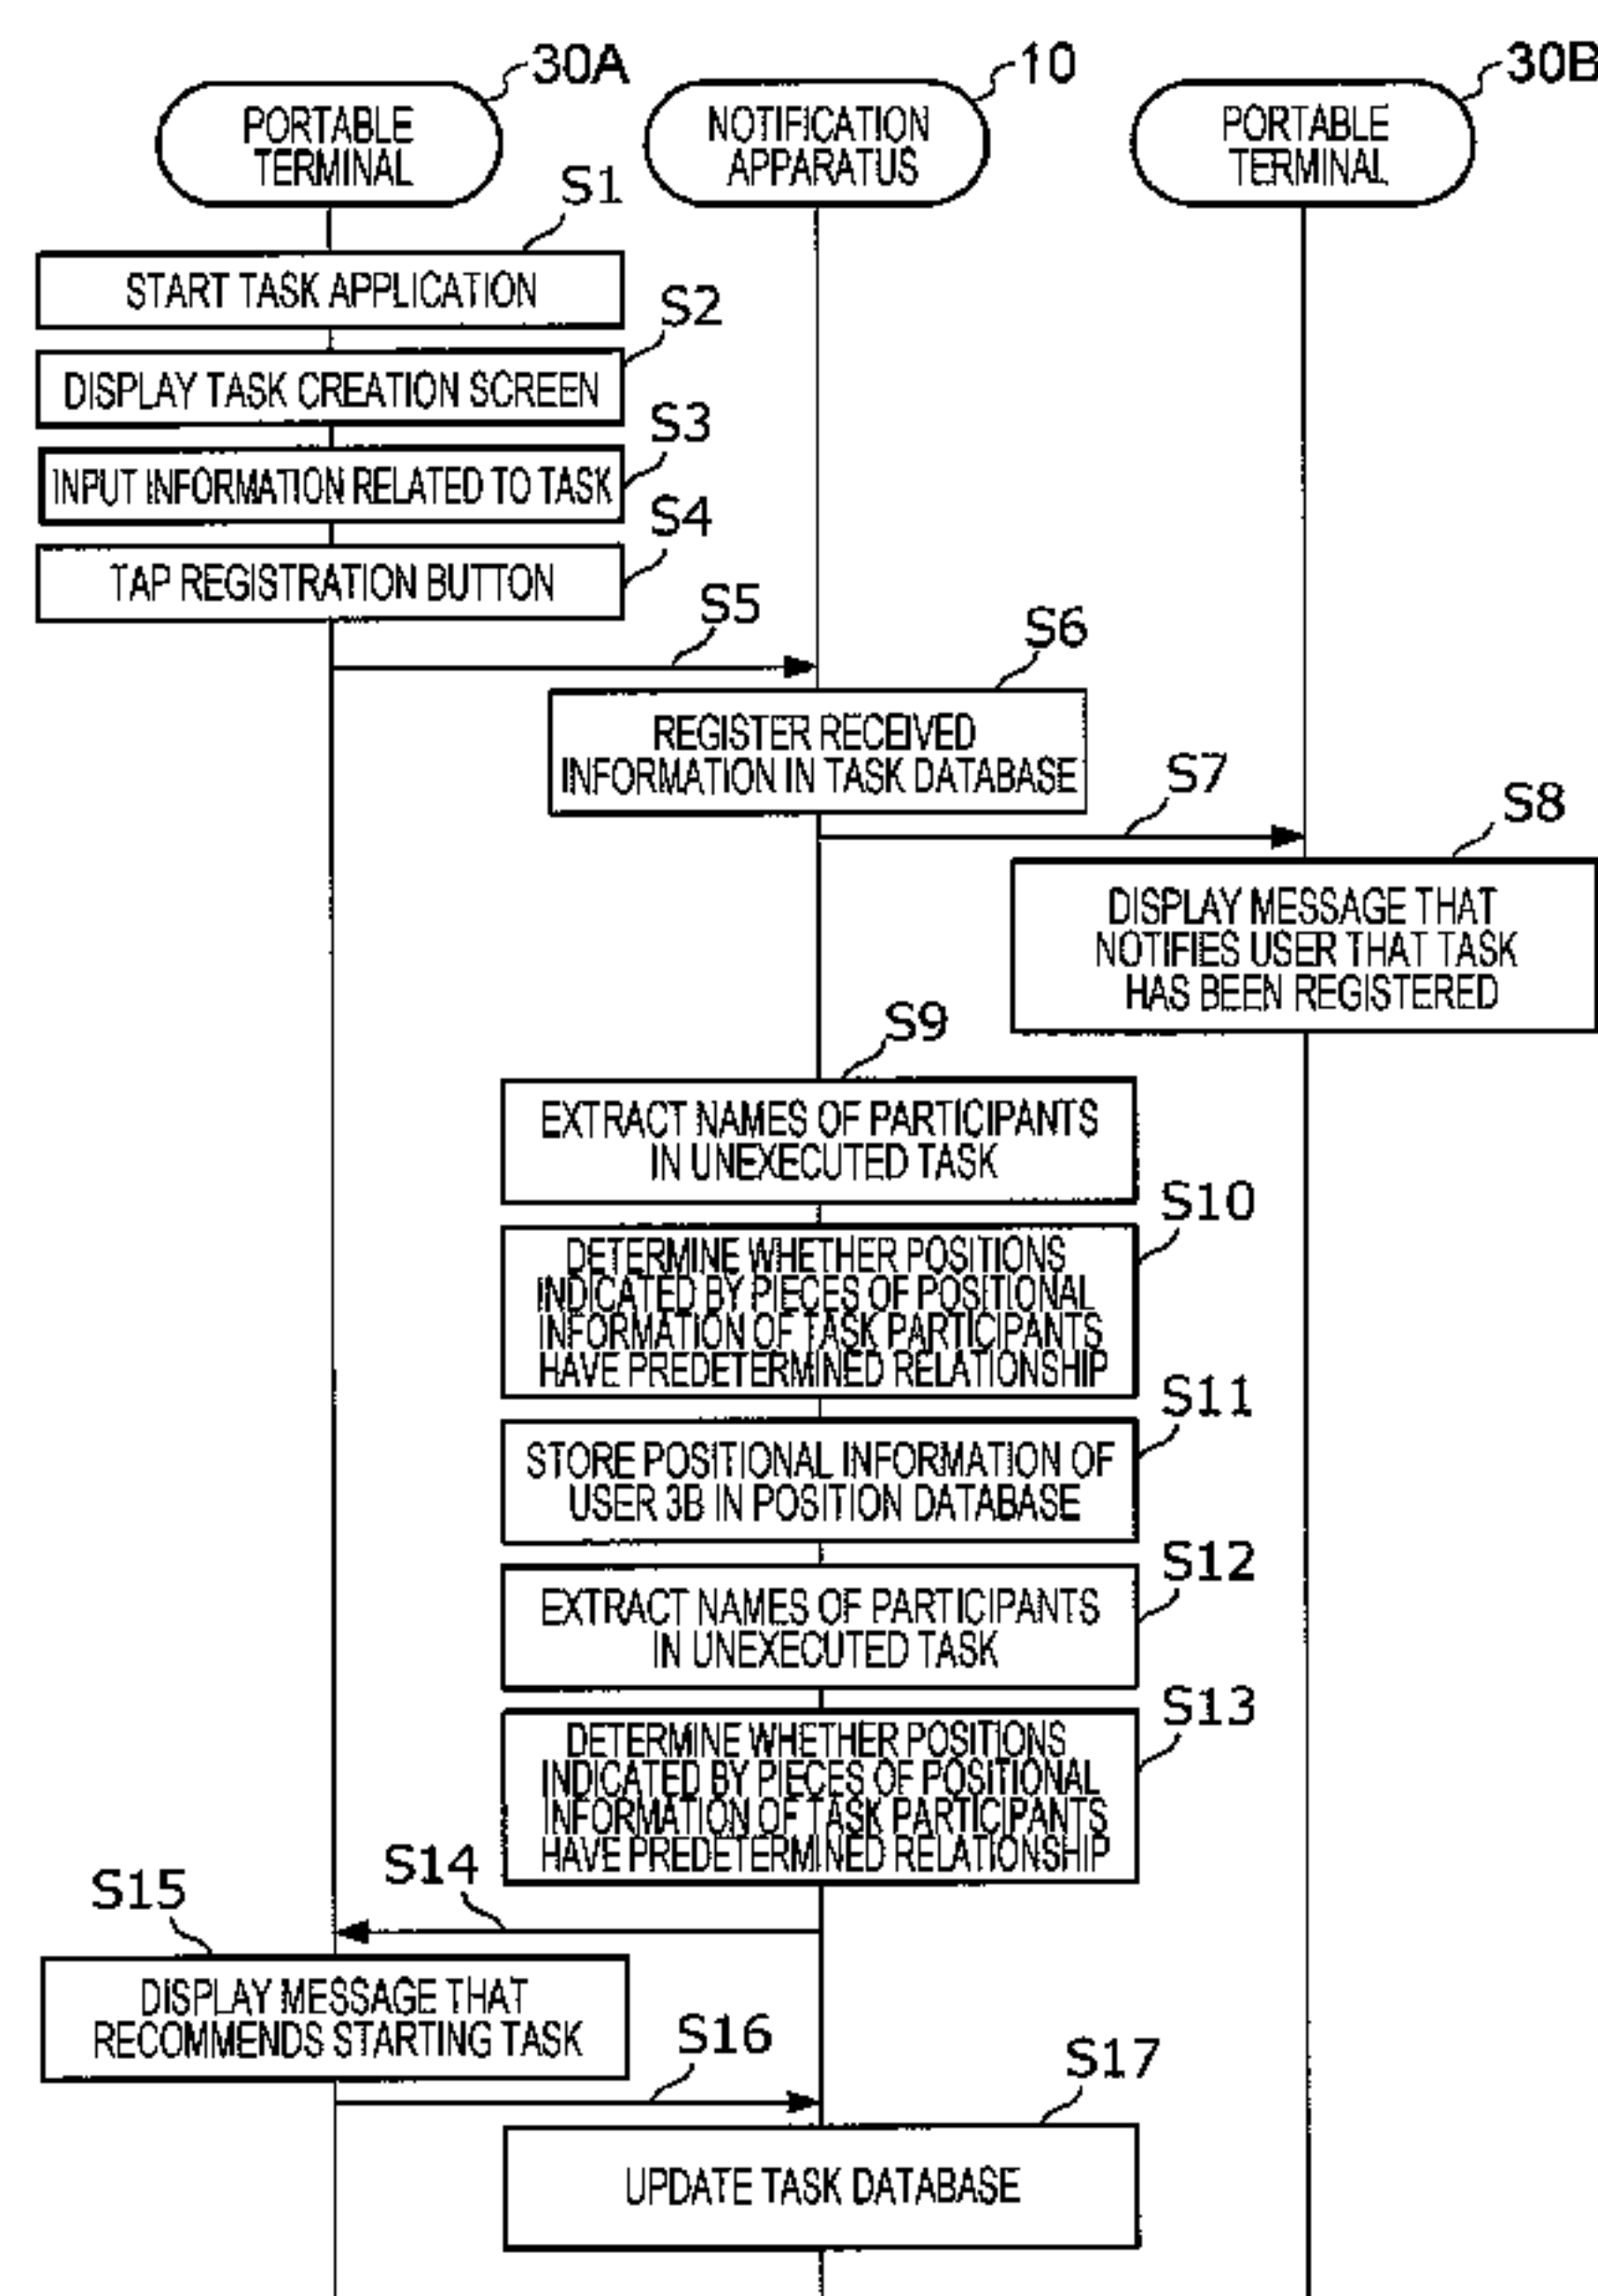 30A
10
30B
PORTABLE
TERMINAL
NOTIFICATION
APPARATUS
PORTABLE
TERMINAL
S1
START TASK APPLICATION
S2
DISPLAY TASK CREATION SCREEN
S3
INPUT INFORMATION RELATED TO TASK
S4
TAP REGISTRATION BUTTON
S5
S6
REGISTER RECEIVED
INFORMATION IN TASK DATABASE
S7
S8
DISPLAY MESSAGE THAT
NOTIFIES USER THAT TASK
HAS BEEN REGISTERED
S9
EXTRACT NAMES OF PARTICIPANTS
IN UNEXECUTED TASK
S10
DETERMINE WHETHER POSITIONS
INDICATED BY PIECES OF POSITIONAL
INFORMATION OF TASK PARTICIPANTS
HAVE PREDETERMINED RELATIONSHIP
S11
STORE POSITIONAL INFORMATION OF
USER 3B IN POSITION DATABASE
S12
EXTRACT NAMES OF PARTICIPANTS
IN UNEXECUTED TASK
S13
DETERMINE WHETHER POSITIONS
INDICATED BY PIECES OF POSITIONAL
INFORMATION OF TASK PARTICIPANTS
HAVE PREDETERMINED RELATIONSHIP
S14
S15
DISPLAY MESSAGE THAT
RECOMMENDS STARTING TASK
S16
S17
UPDATE TASK DATABASE